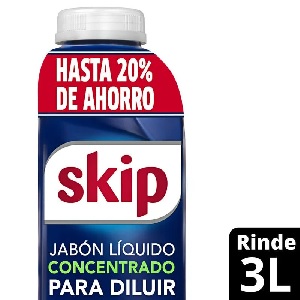 HASTA 20%
DE AHORRO
skip
JABÓN LÍQUIDO
CONCENTRADO
PARA DILUIR
Rinde
3L